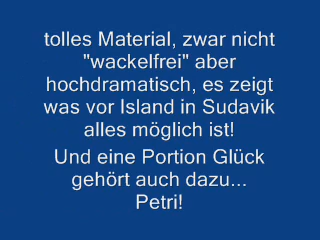 tolles Material, zwar nicht
"wackelfrei" aber
hochdramatisch, es zeigt
was vor Island in Sudavik
alles möglich ist!
Und eine Portion Glück
gehört auch dazu...
Petri!